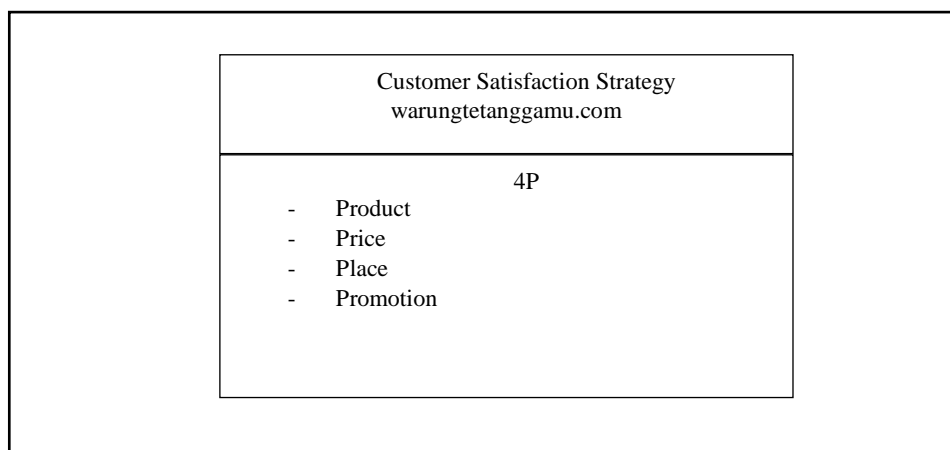 Customer Satisfaction Strategy
warungtetanggamu.com
4P
- Product
- Price
- Place
- Promotion